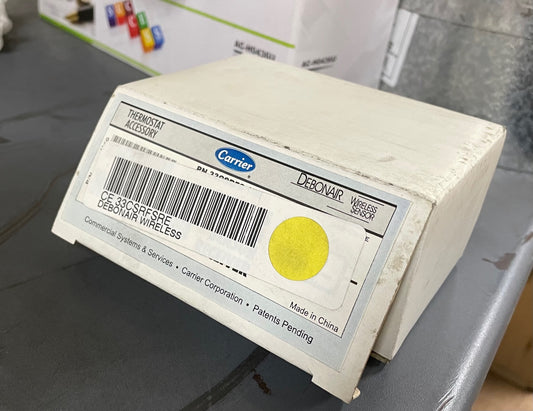 THERMOSTAT
ACCESSORY
Carrier
DEBONAIR
WIRELESS
SENSOR
CE 33CSRFSRE
DEBONAIR WIRELESS
Commercial Systems & Services • Carrier Corporation • Patents Pending
Made in China